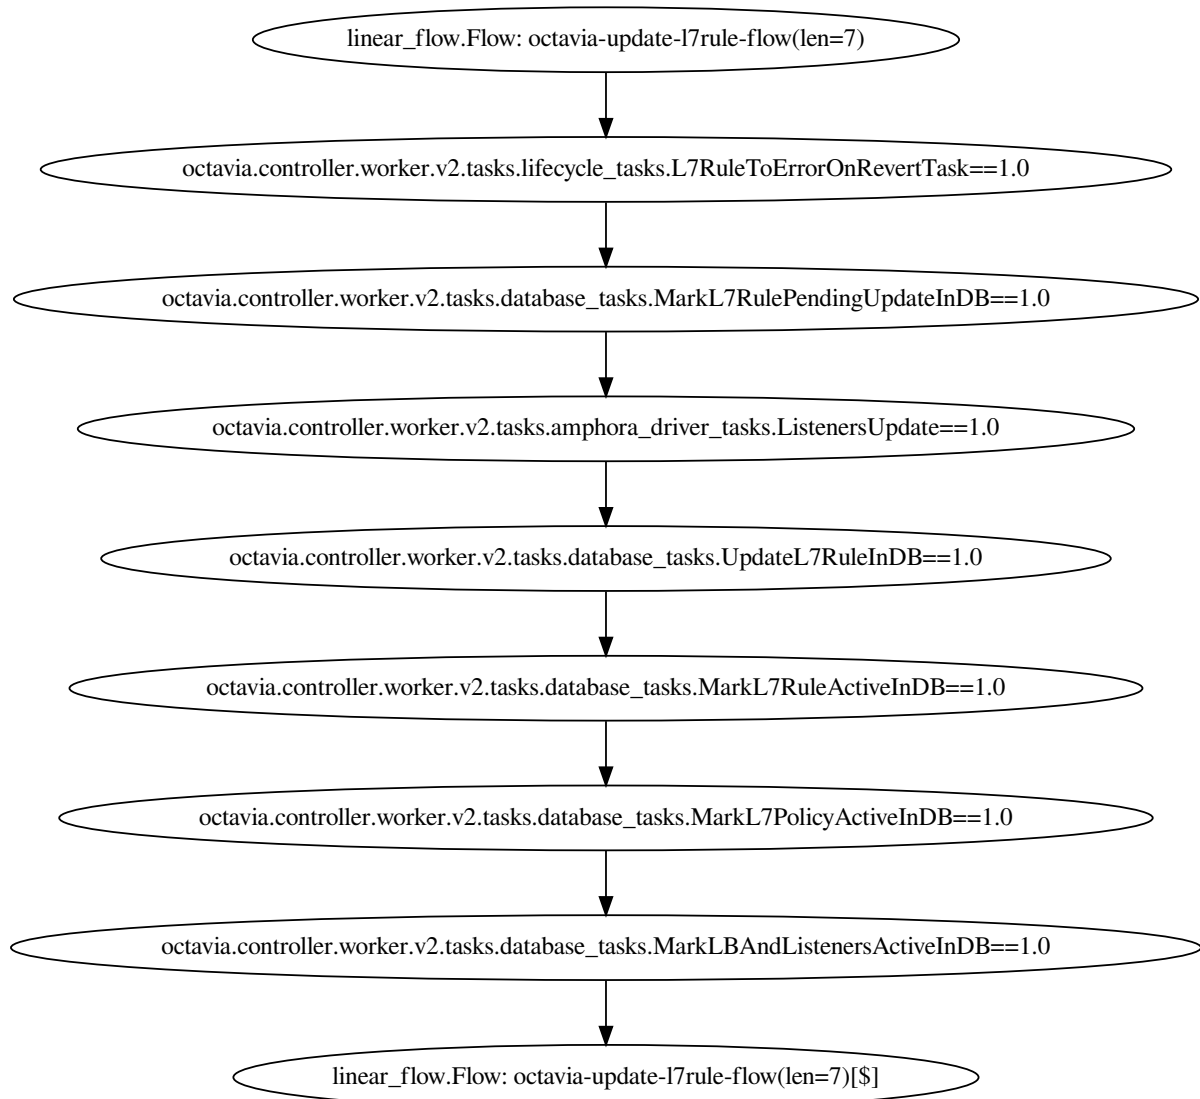 linear_flow.Flow: octavia-update-l7rule-flow(len=7)
octavia.controller.worker.v2.tasks.lifecycle_tasks.L7RuleToErrorOnRevertTask==1.0
octavia.controller.worker.v2.tasks.database_tasks.MarkL7RulePendingUpdateInDB==1.0
octavia.controller.worker.v2.tasks.amphora_driver_tasks.ListenersUpdate==1.0
octavia.controller.worker.v2.tasks.database_tasks.UpdateL7RuleInDB==1.0
octavia.controller.worker.v2.tasks.database_tasks.MarkL7RuleActiveInDB==1.0
octavia.controller.worker.v2.tasks.database_tasks.MarkL7PolicyActiveInDB==1.0
octavia.controller.worker.v2.tasks.database_tasks.MarkLBAndListenersActiveInDB==1.0
linear_flow.Flow: octavia-update-l7rule-flow(len=7)[$]